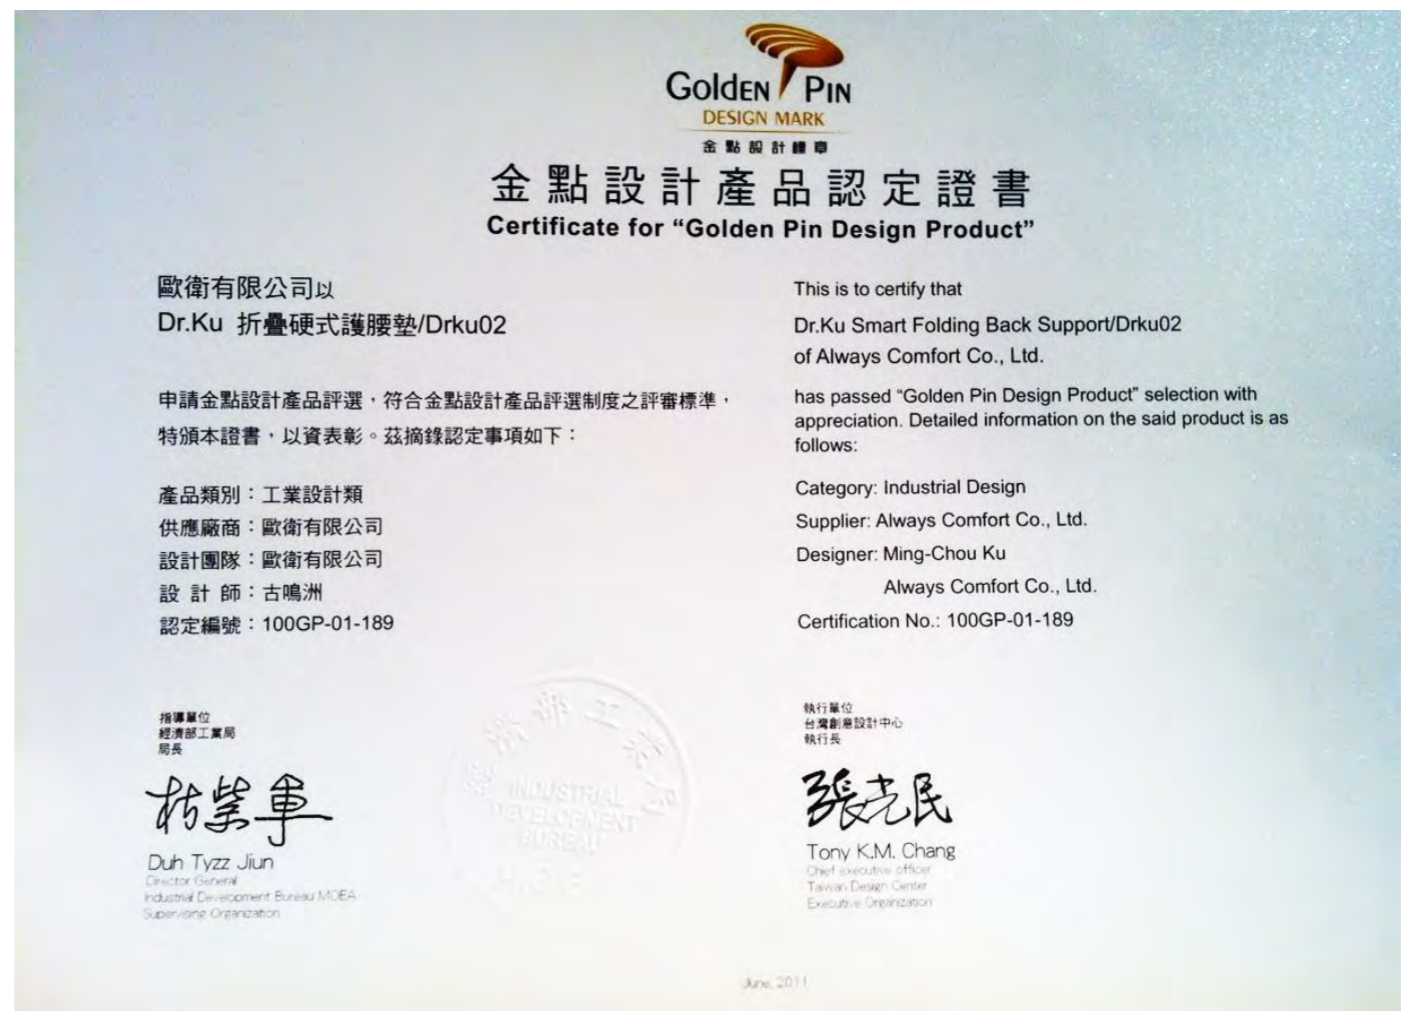 GoldEN PIN
DESIGN MARK
金點設計標章
金點設計產品認定證書
Certificate for “Golden Pin Design Product”
歐衛有限公司以
Dr.Ku 折疊硬式護腰墊/Drku02
申請金點設計產品評選，符合金點設計產品評選制度之評審標準，
特頒本證書，以資表彰。茲摘錄認定事項如下：
產品類別：工業設計類
供應廠商：歐衛有限公司
設計團隊：歐衛有限公司
設計師：古鳴洲
認定編號：100GP-01-189
This is to certify that
Dr.Ku Smart Folding Back Support/Drku02
of Always Comfort Co., Ltd.
has passed “Golden Pin Design Product” selection with
appreciation. Detailed information on the said product is as
follows:
Category: Industrial Design
Supplier: Always Comfort Co., Ltd.
Designer: Ming-Chou Ku
Always Comfort Co., Ltd.
Certification No.: 100GP-01-189
指導單位
經濟部工業局
局長
杜紫軍
Duh Tyzz Jiun
Director General
Industrial Development Bureau MOEA
Supervising Organization
經濟部工業局
INDUSTRIAL
DEVELOPMENT
BUREAU
執行單位
台灣創意設計中心
執行長
張光民
Tony K.M. Chang
Chief executive officer
Taiwan Design Center
Executive Organization
June, 2011